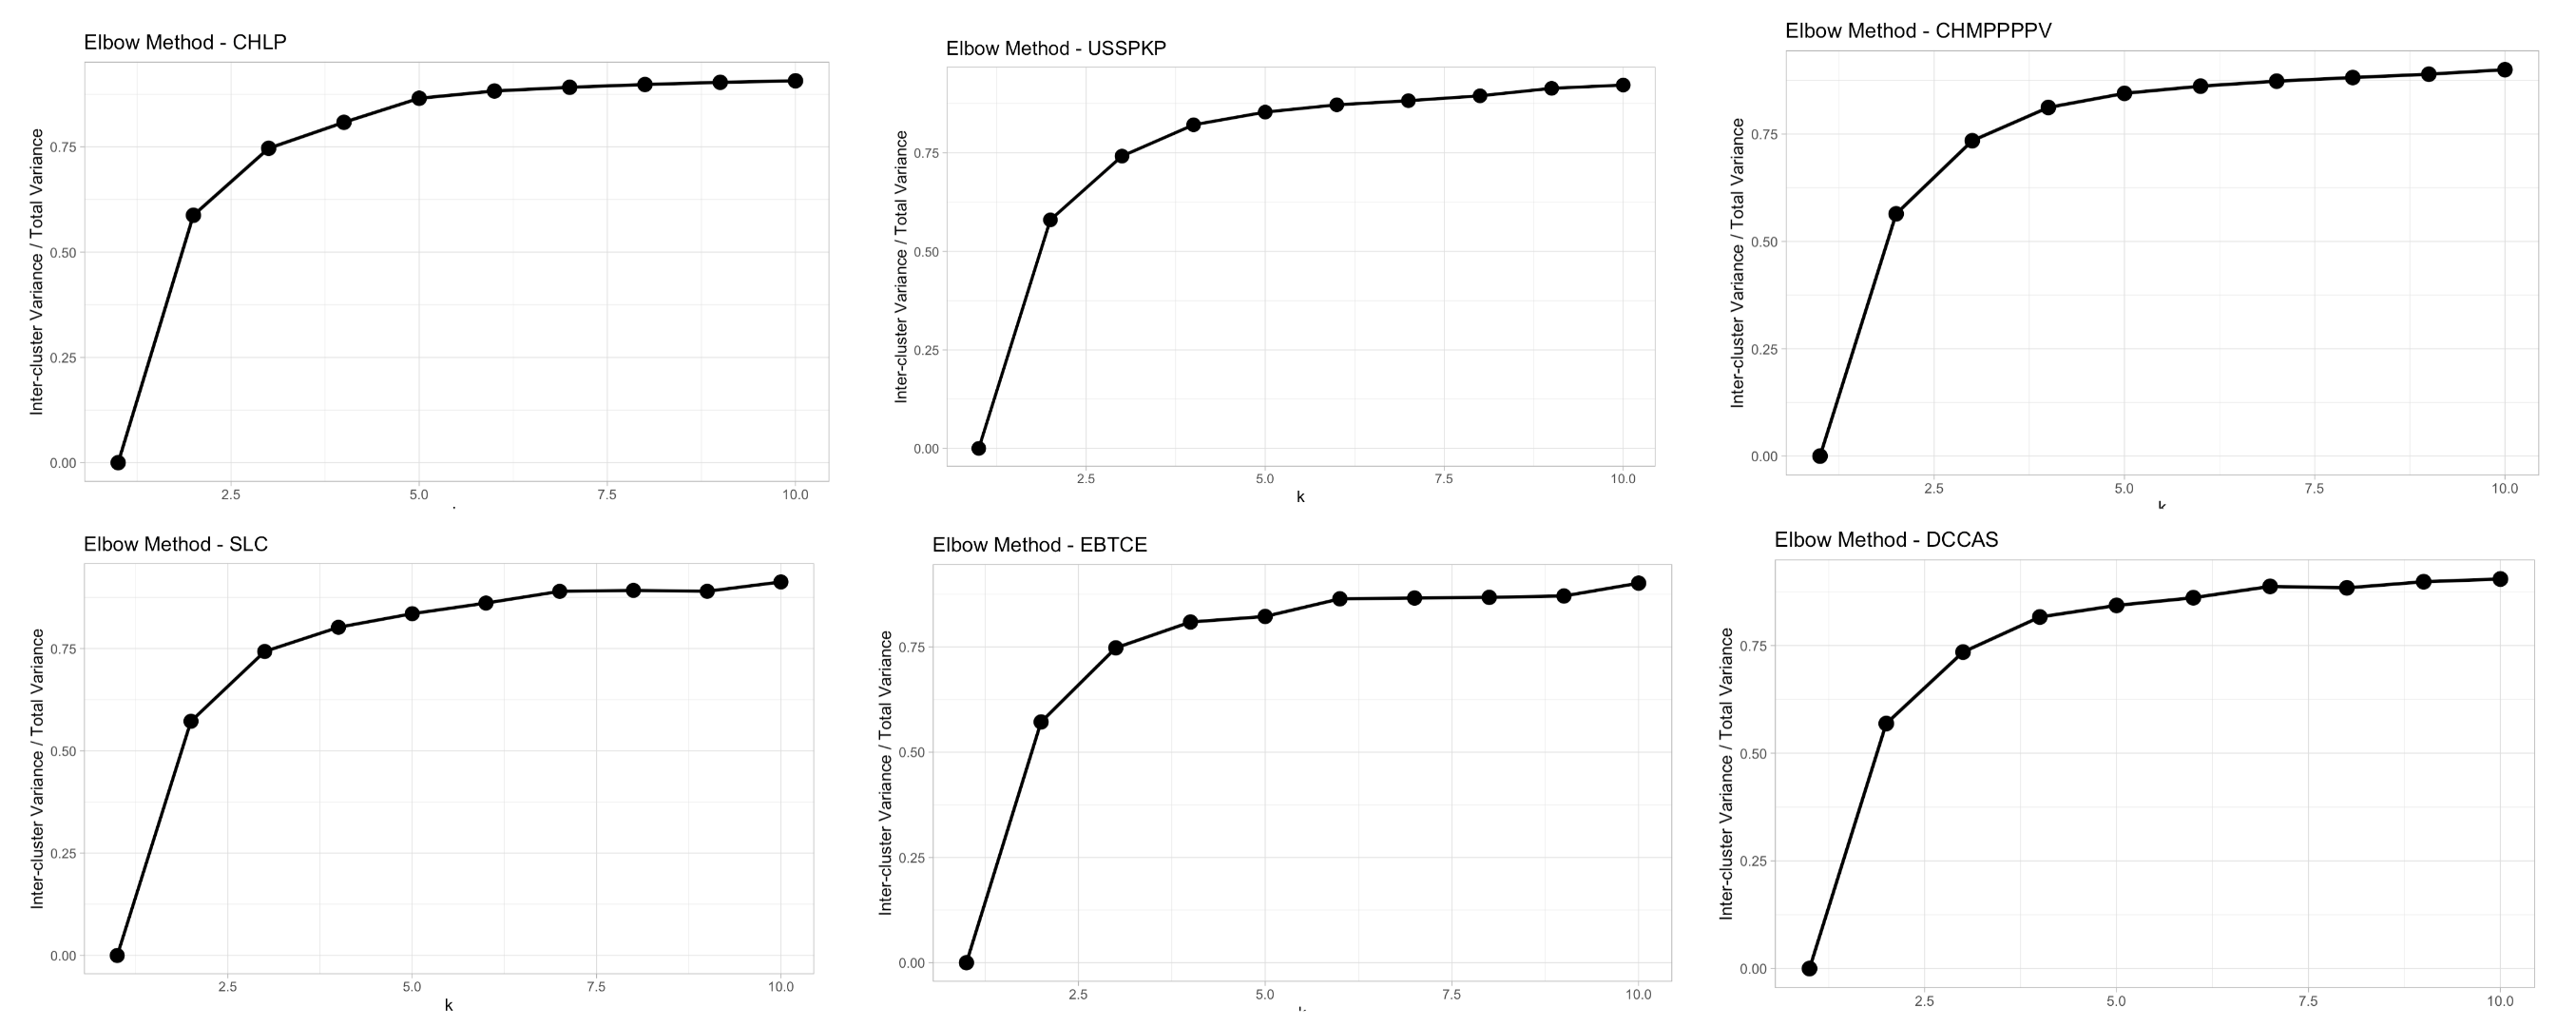 Elbow Method - CHLP
Inter-cluster Variance / Total Variance
0.75
0.50
0.25
0.00
2.5 5.0 7.5 10.0
Elbow Method - USSPKP
Inter-cluster Variance / Total Variance
0.75
0.50
0.25
0.00
2.5 5.0 7.5 10.0
k
Elbow Method - CHMPPPPV
Inter-cluster Variance / Total Variance
0.75
0.50
0.25
0.00
2.5 5.0 7.5 10.0
k
Elbow Method - SLC
Inter-cluster Variance / Total Variance
0.75
0.50
0.25
0.00
2.5 5.0 7.5 10.0
k
Elbow Method - EBTCE
Inter-cluster Variance / Total Variance
0.75
0.50
0.25
0.00
2.5 5.0 7.5 10.0
Elbow Method - DCCAS
Inter-cluster Variance / Total Variance
0.75
0.50
0.25
0.00
2.5 5.0 7.5 10.0